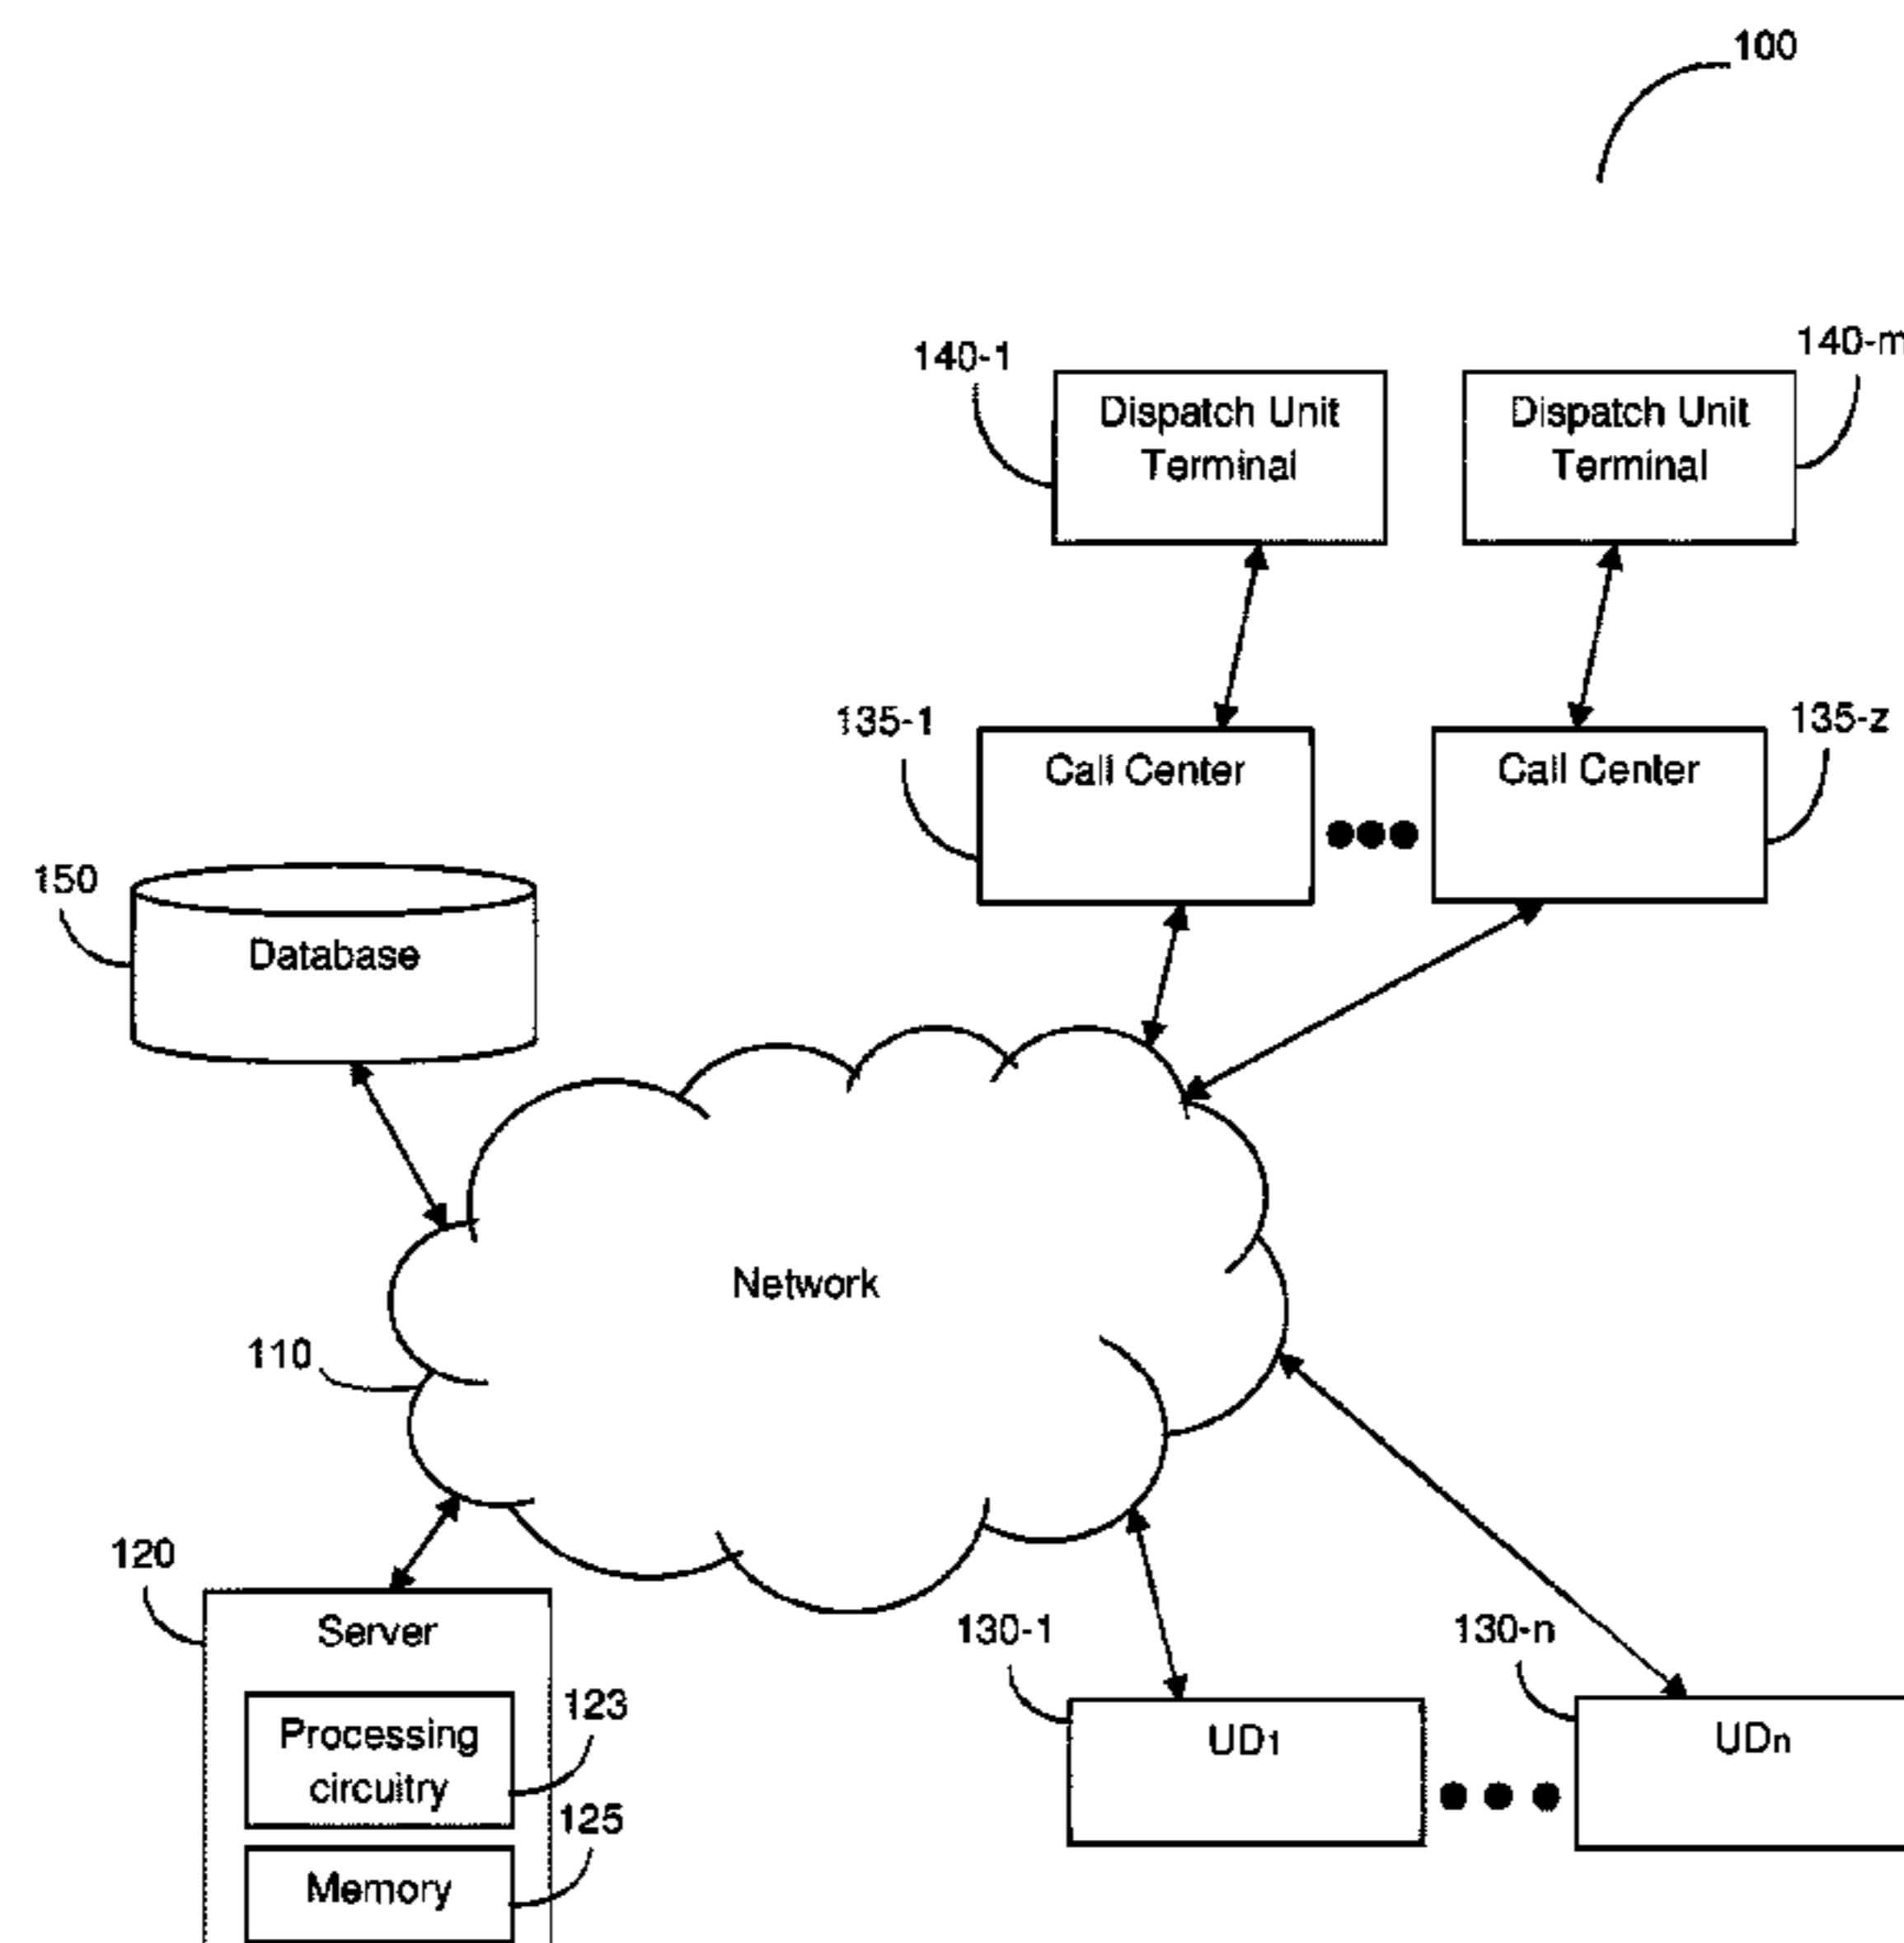 100
140-1
140-m
Dispatch Unit
Terminal
Dispatch Unit
Terminal
135-1
135-z
Call Center
Call Center
150
Database
Network
110
120
Server
130-1
130-n
Processing
circuitry
123
UD1
UDn
125
Memory